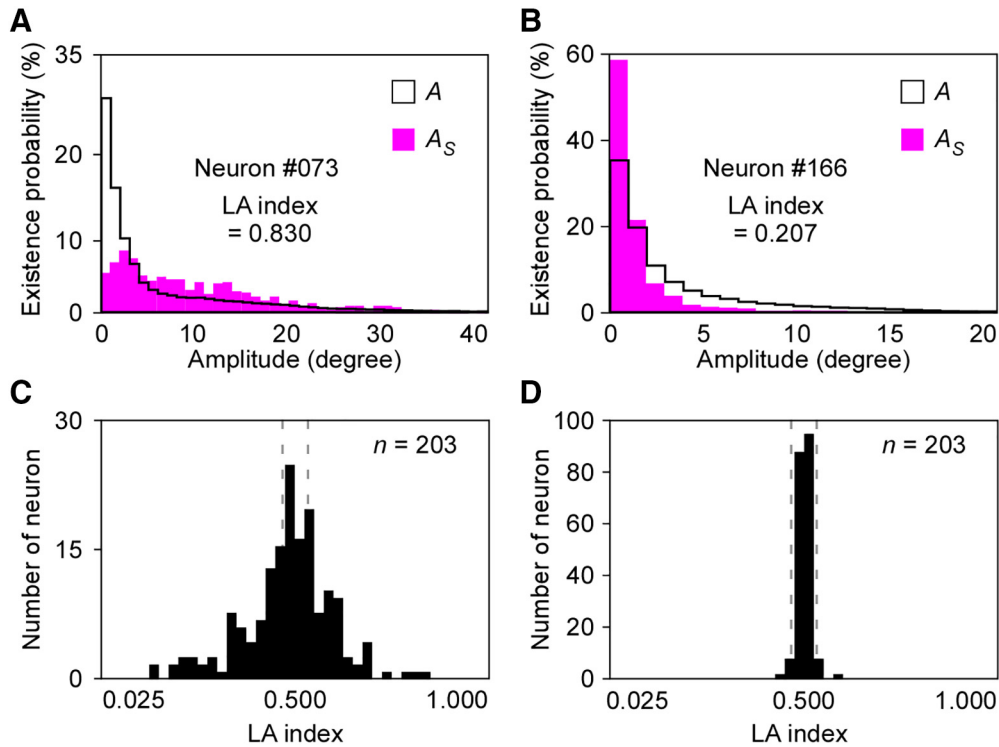 A
Existence probability (%)
35
20
10
0
0 10 20 30 40
Amplitude (degree)
A
A_S
Neuron #073
LA index
= 0.830
B
Existence probability (%)
60
40
20
0
0 5 10 15 20
Amplitude (degree)
A
A_S
Neuron #166
LA index
= 0.207
C
Number of neuron
30
15
0
0.025 0.500 1.000
LA index
n = 203
D
Number of neuron
100
80
60
40
20
0
0.025 0.500 1.000
LA index
n = 203